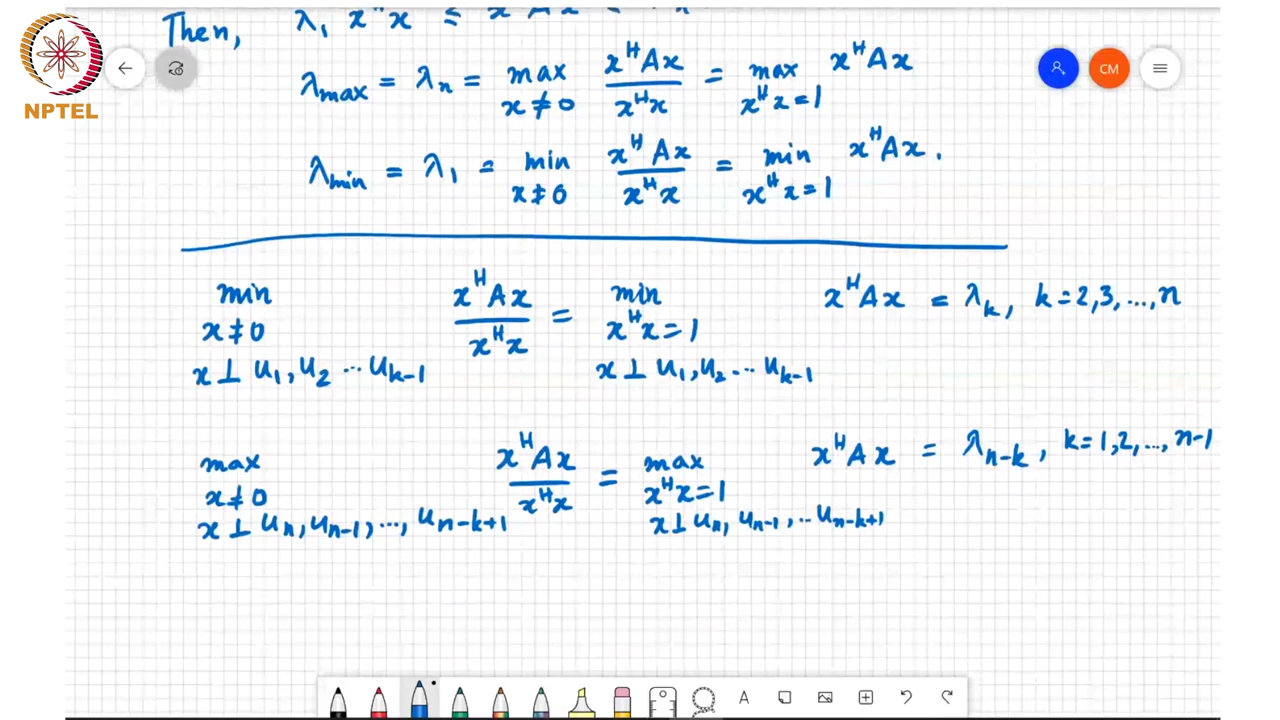 Then, λ₁ xᴴx ≤ xᴴAx
λmax = λn = max x≠0 xᴴAx / xᴴx = max xᴴx=1 xᴴAx
λmin = λ₁ = min x≠0 xᴴAx / xᴴx = min xᴴx=1 xᴴAx.
min x≠0 x⊥u₁,u₂ ... uk-1 xᴴAx / xᴴx = min xᴴx=1 x⊥u₁,u₂... uk-1 xᴴAx = λk, k=2,3,...,n
max x≠0 x⊥un,un-1,..., un-k+1 xᴴAx / xᴴx = max xᴴx=1 x⊥un, un-1, ..un-k+1 xᴴAx = λn-k, k=1,2,...,n-1
NPTEL
CM
A